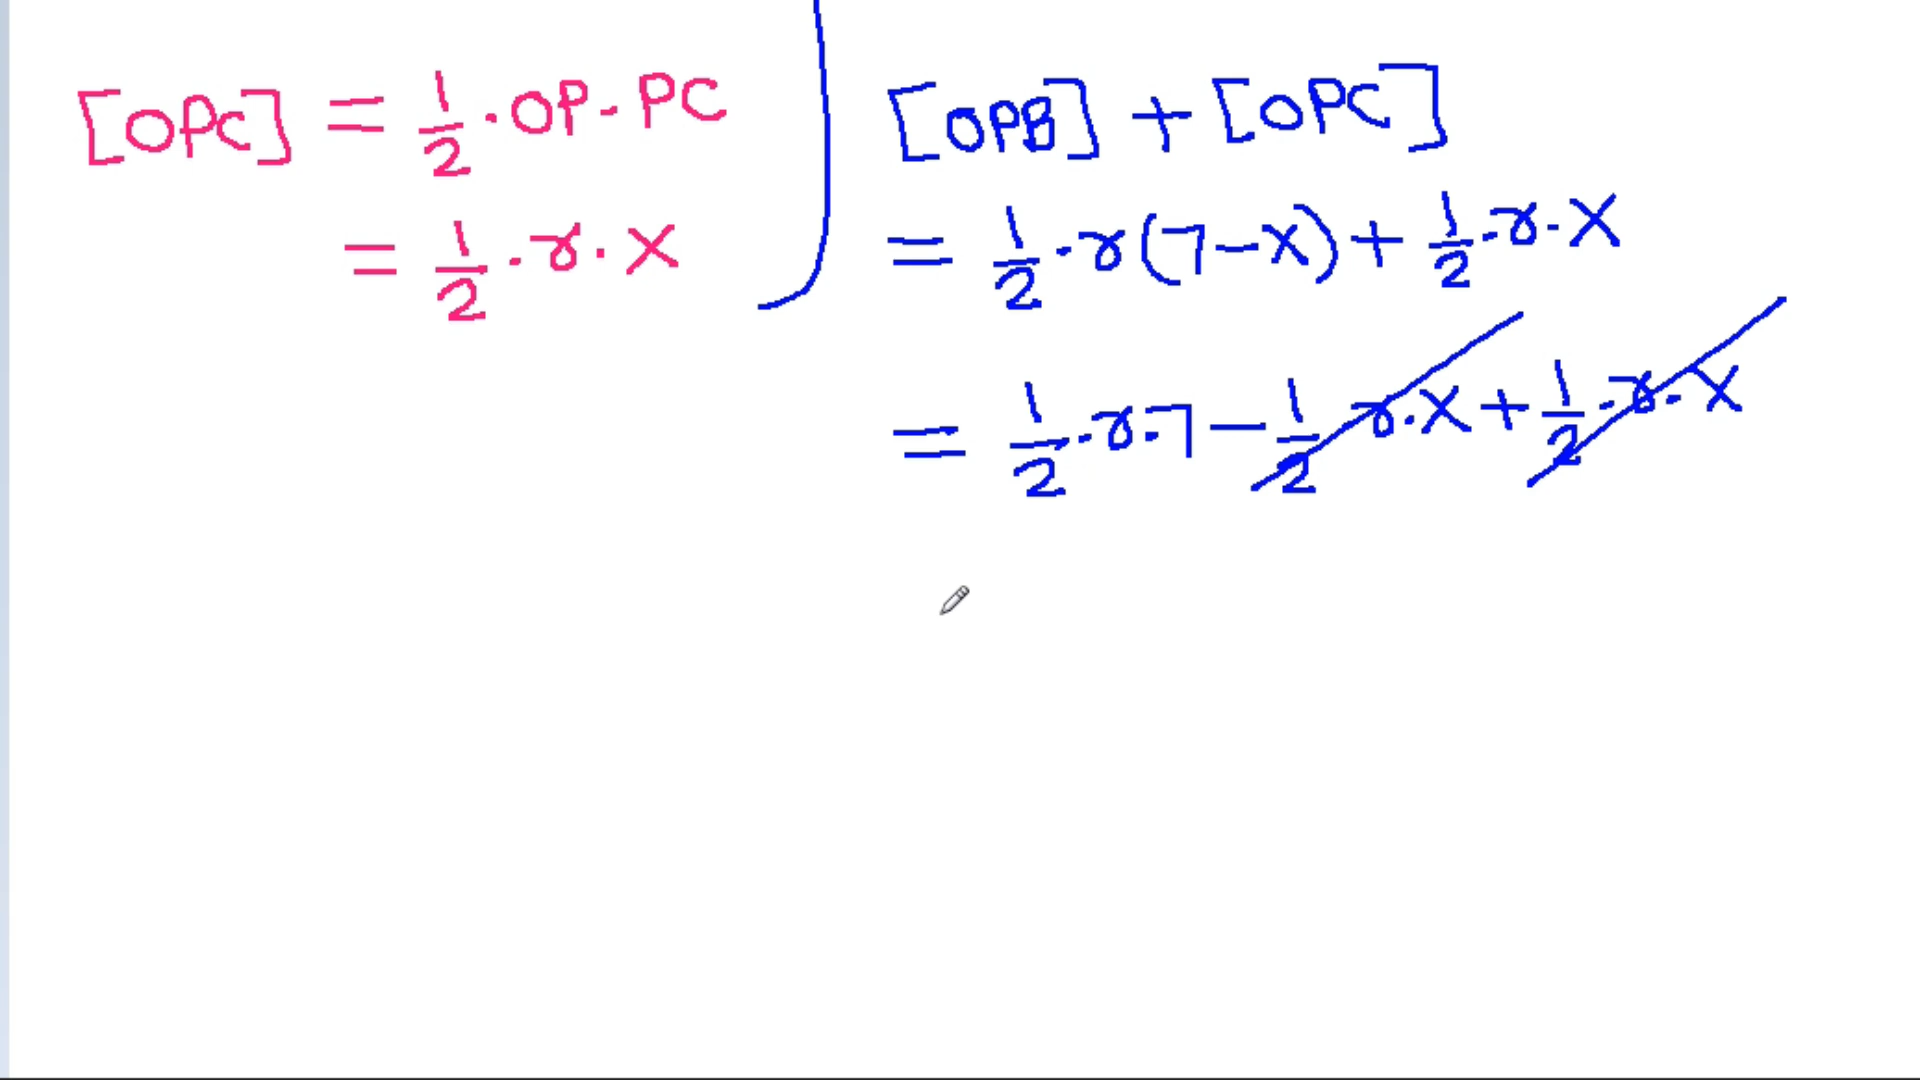 [OPC] = 1/2 · OP · PC
= 1/2 · r · x
[OPB] + [OPC]
= 1/2 · r(7-x) + 1/2 · r · x
= 1/2 · r · 7 - 1/2 r · x + 1/2 · r · x